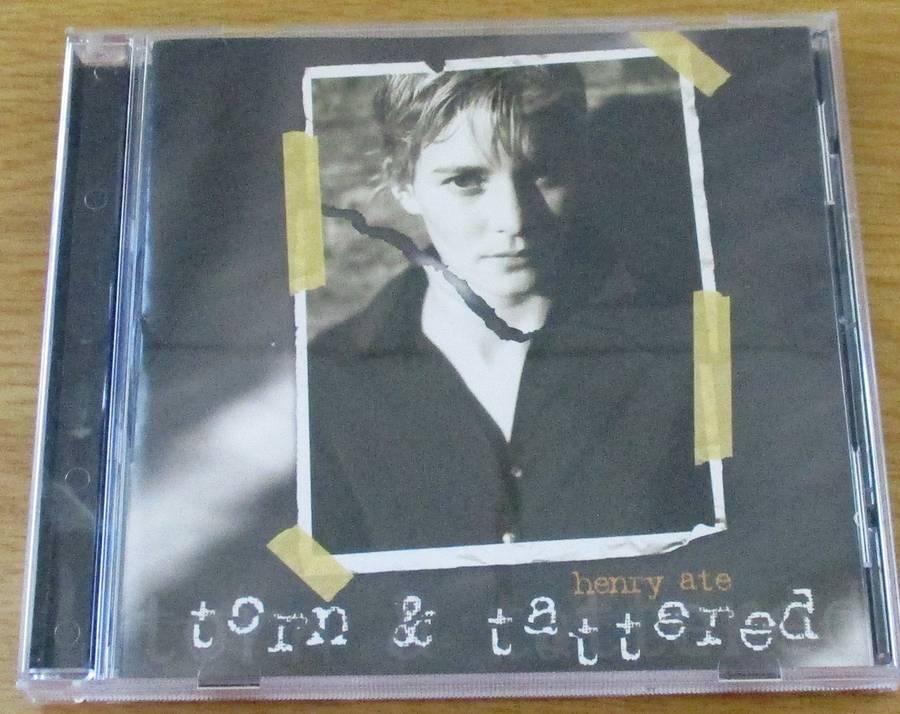 henry ate
torn & tattered